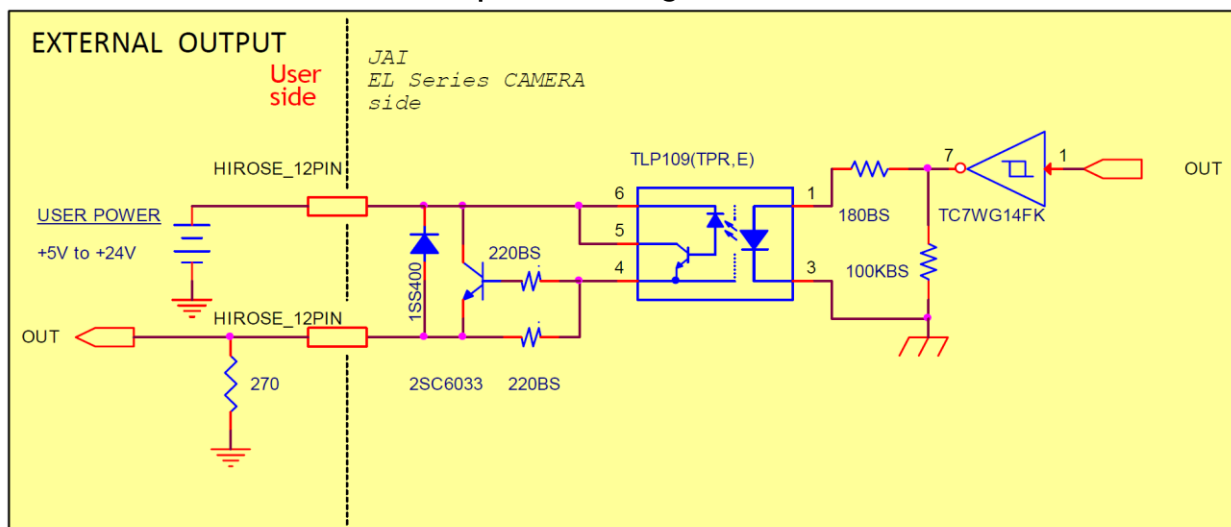 EXTERNAL OUTPUT
User
side
JAI
EL Series CAMERA
side
HIROSE_12PIN
TLP109(TPR,E)
7
1
OUT
6
1
180BS
TC7WG14FK
USER POWER
+5V to +24V
5
220BS
1SS400
4
3
100KBS
HIROSE_12PIN
OUT
270
2SC6033
220BS